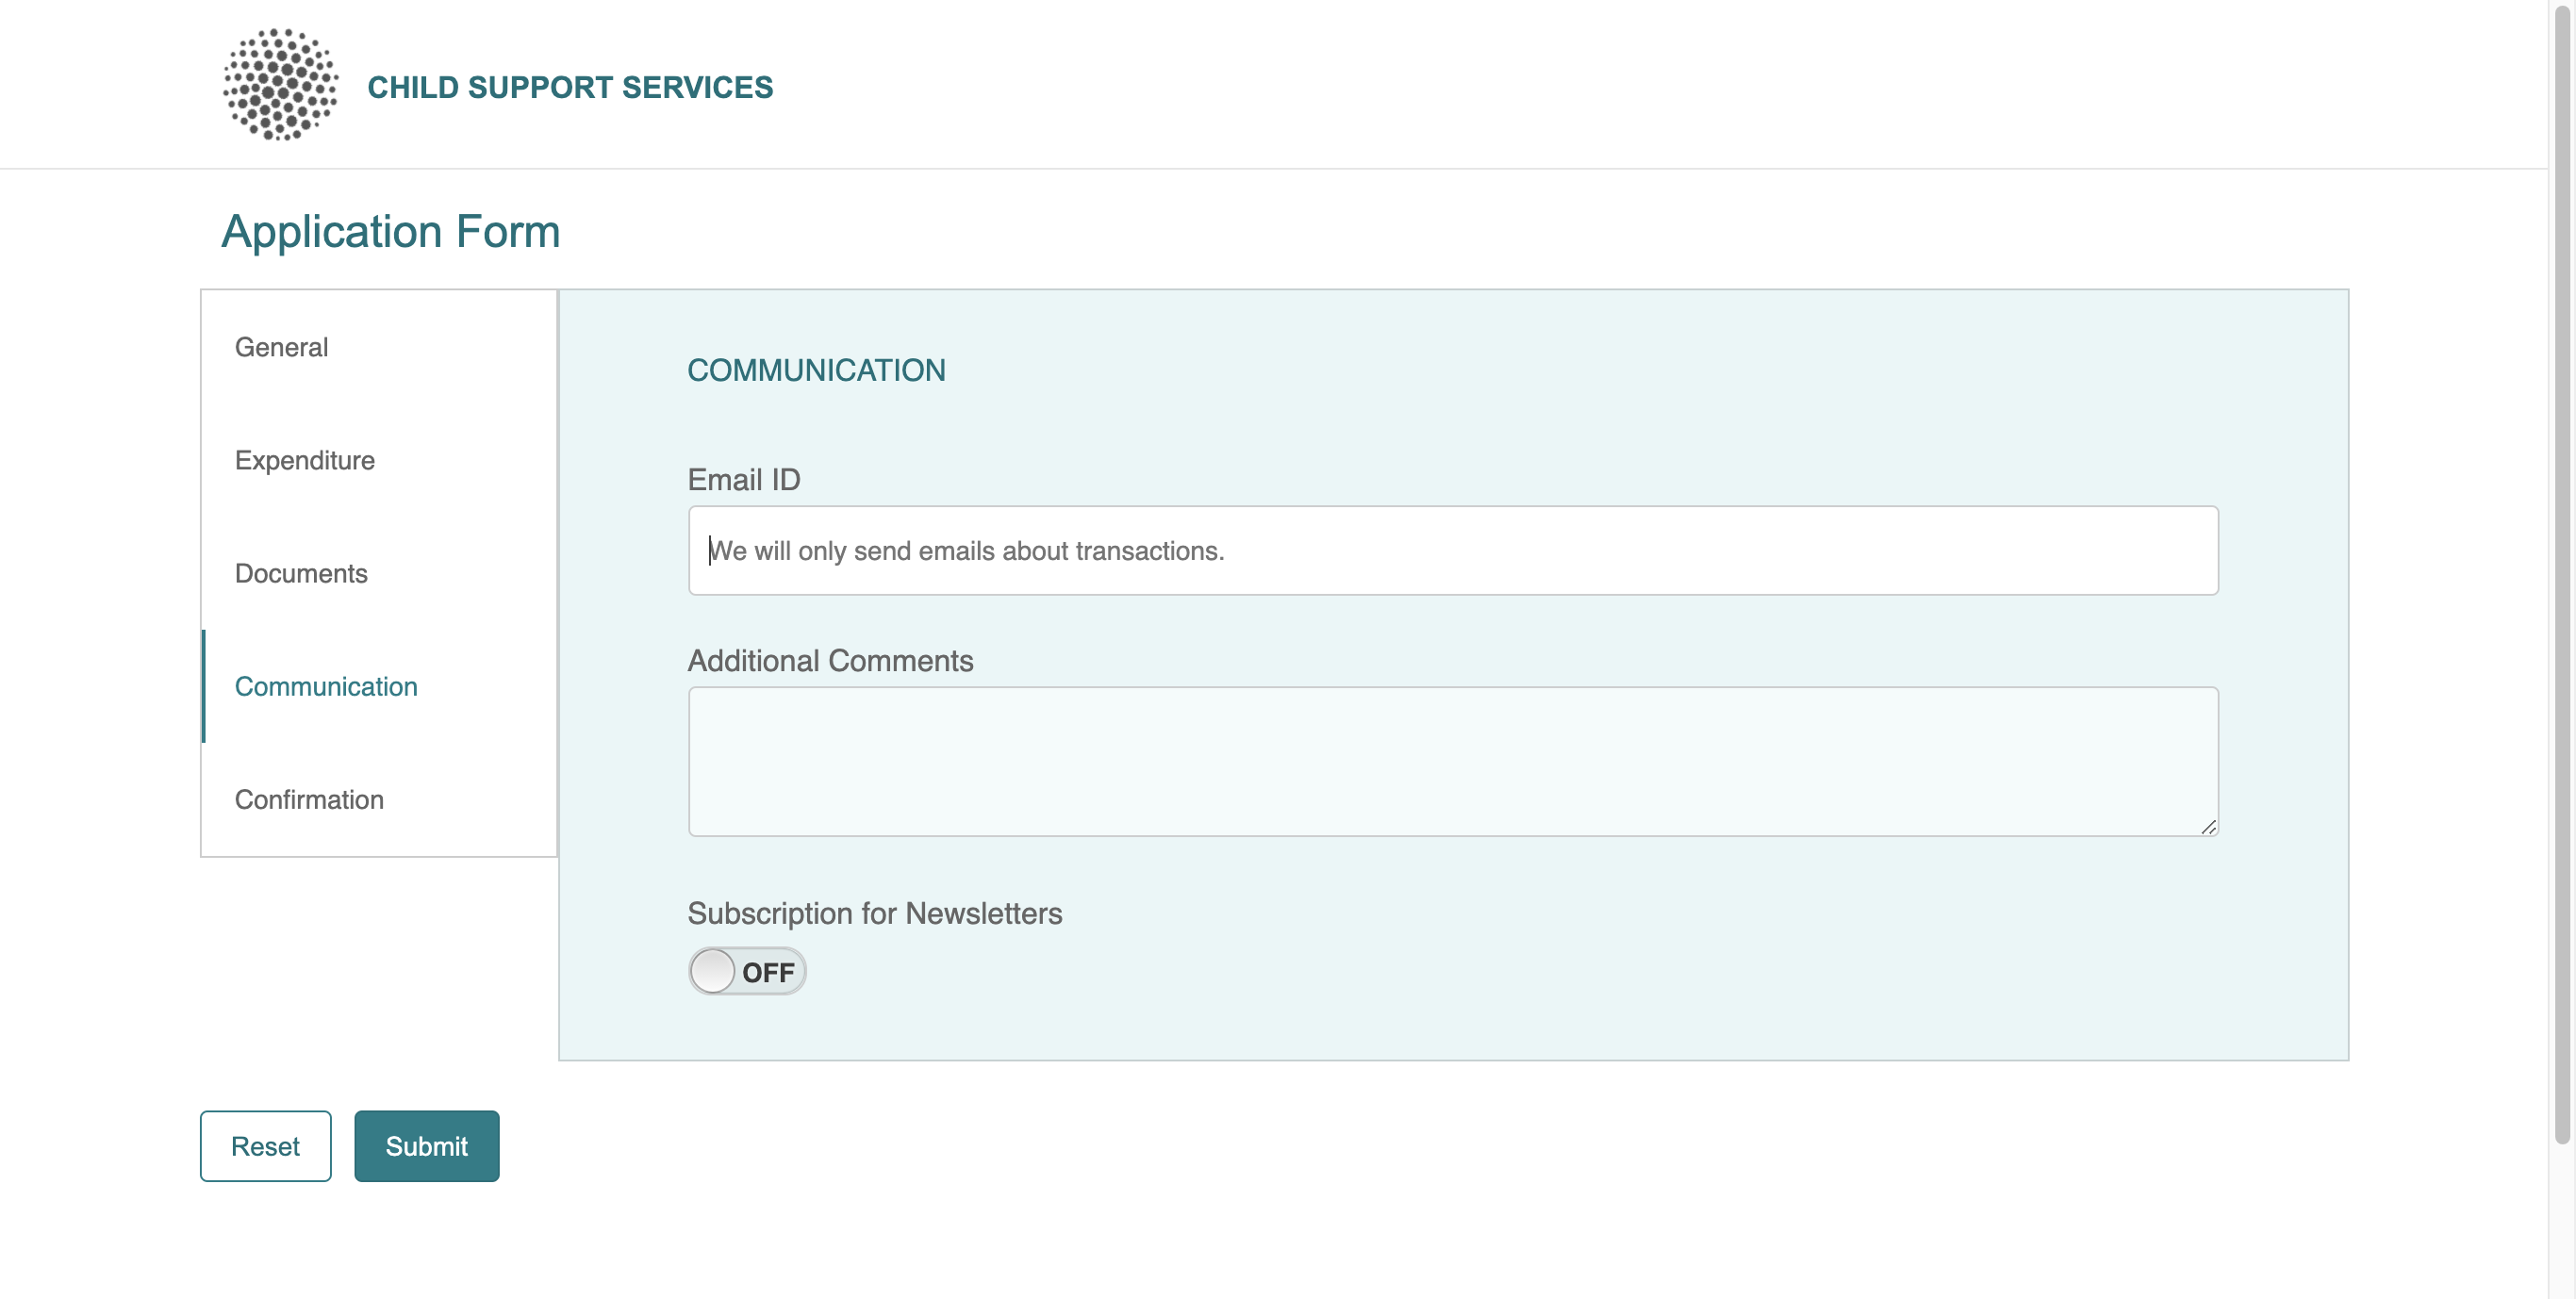 CHILD SUPPORT SERVICES
Application Form
General
Expenditure
Documents
Communication
Confirmation
COMMUNICATION
Email ID
We will only send emails about transactions.
Additional Comments
Subscription for Newsletters
OFF
Reset
Submit